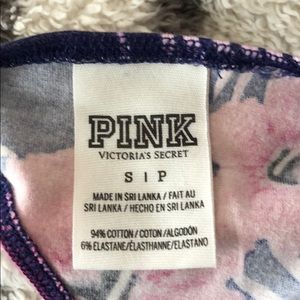 PINK
VICTORIA'S SECRET
S | P
MADE IN SRI LANKA / FAIT AU
SRI LANKA / HECHO EN SRI LANKA
94% COTTON / COTON / ALGODÓN
6% ELASTANE/ÉLASTHANNE/ELASTANO